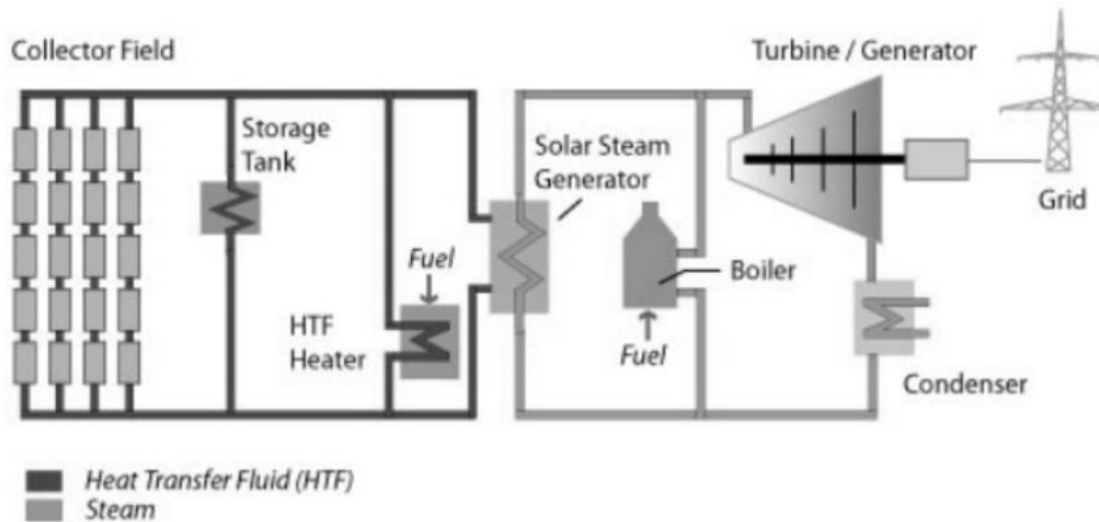 Collector Field
Turbine / Generator
Storage
Tank
Solar Steam
Generator
Grid
Fuel
Boiler
HTF
Heater
Fuel
Condenser
Heat Transfer Fluid (HTF)
Steam